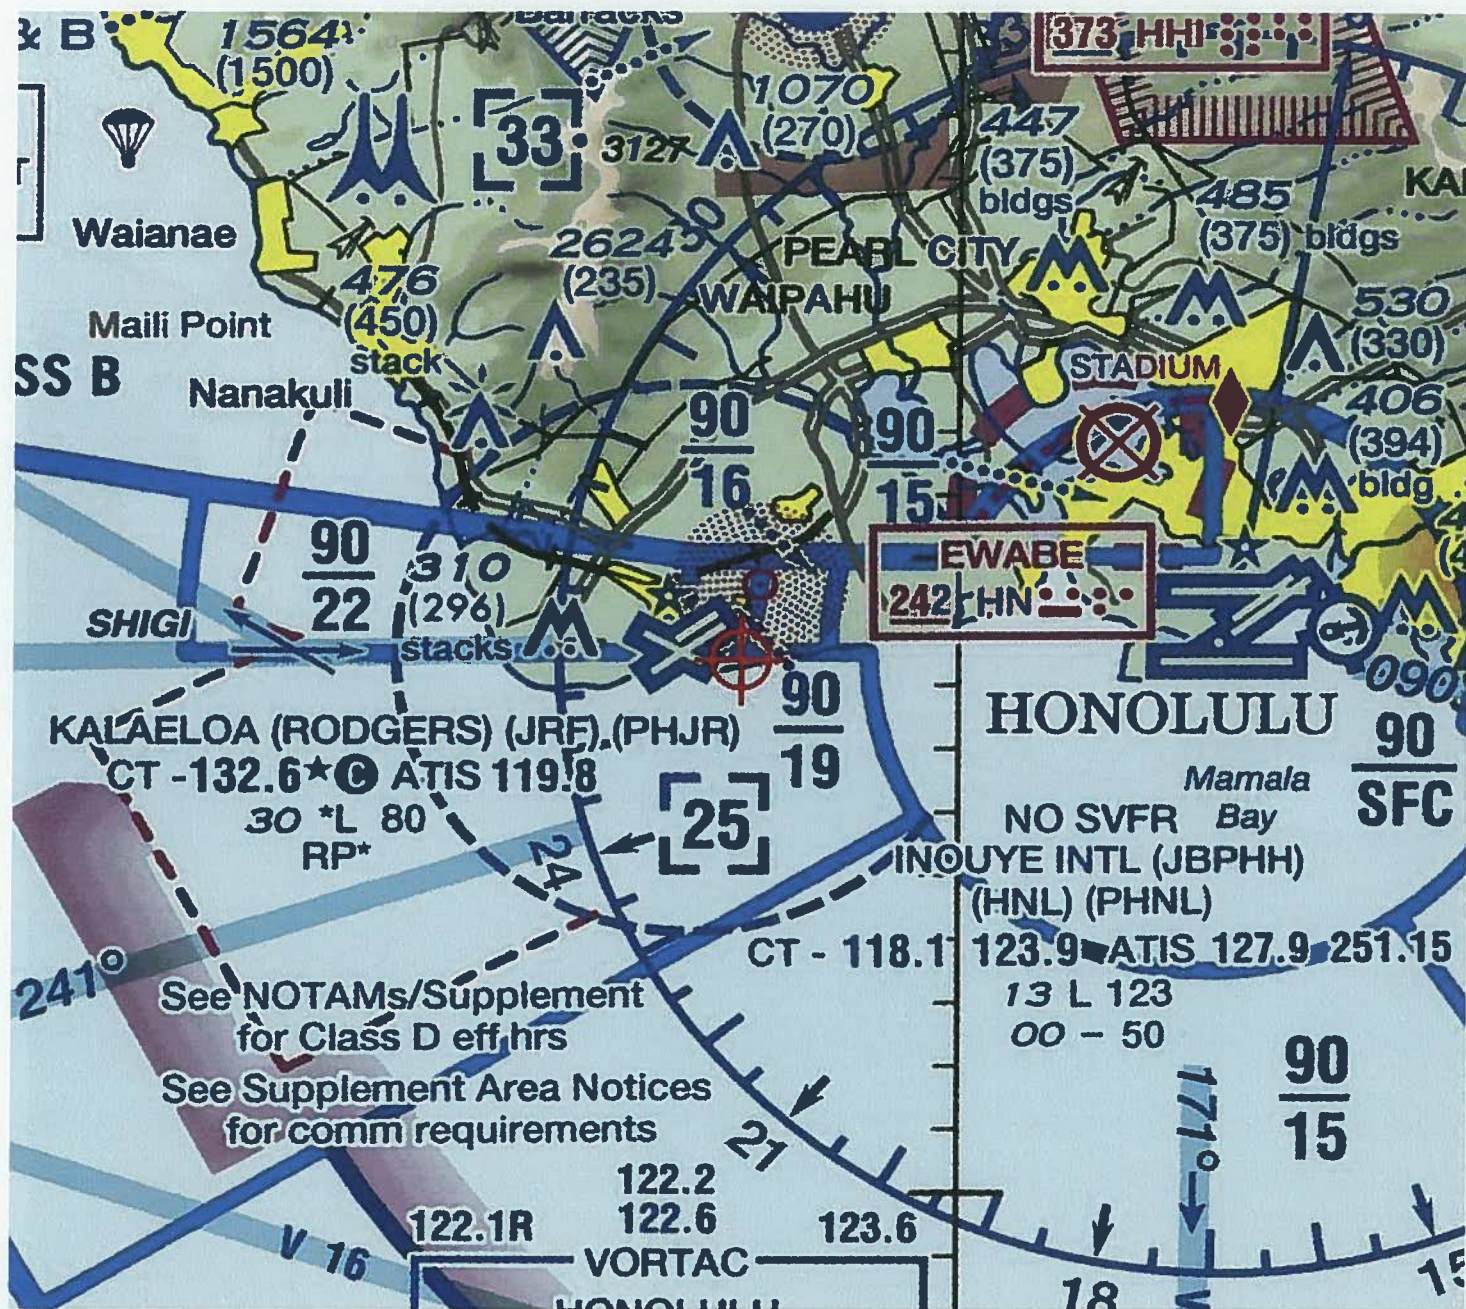 & B
1564
(1500)
Barracks
373 HHI
33
3127
1070
(270)
447
(375)
bldgs
485
(375) bldgs
Waianae
2624
(235)
30
PEARL CITY
WAIPAHU
476
(450)
stack
Maili Point
530
(330)
SS B
Nanakuli
STADIUM
406
(394)
bldg
90
16
90
15
90
22
310
(296)
stacks
SHIGI
EWABE
242 HN
90
19
HONOLULU
0903
90
SFC
KALAELOA (RODGERS) (JRF) (PHJR)
CT - 132.6 ★ C ATIS 119.8
30 *L 80
RP*
25
24
Mamala
Bay
NO SVFR
INOUYE INTL (JBPHH)
(HNL) (PHNL)
CT - 118.1 123.9 ATIS 127.9 251.15
13 L 123
00 – 50
241°
See NOTAMs/Supplement
for Class D eff hrs
See Supplement Area Notices
for comm requirements
21
171°
90
15
122.2
122.1R 122.6 123.6
V 16
VORTAC
HONOLULU
18
15